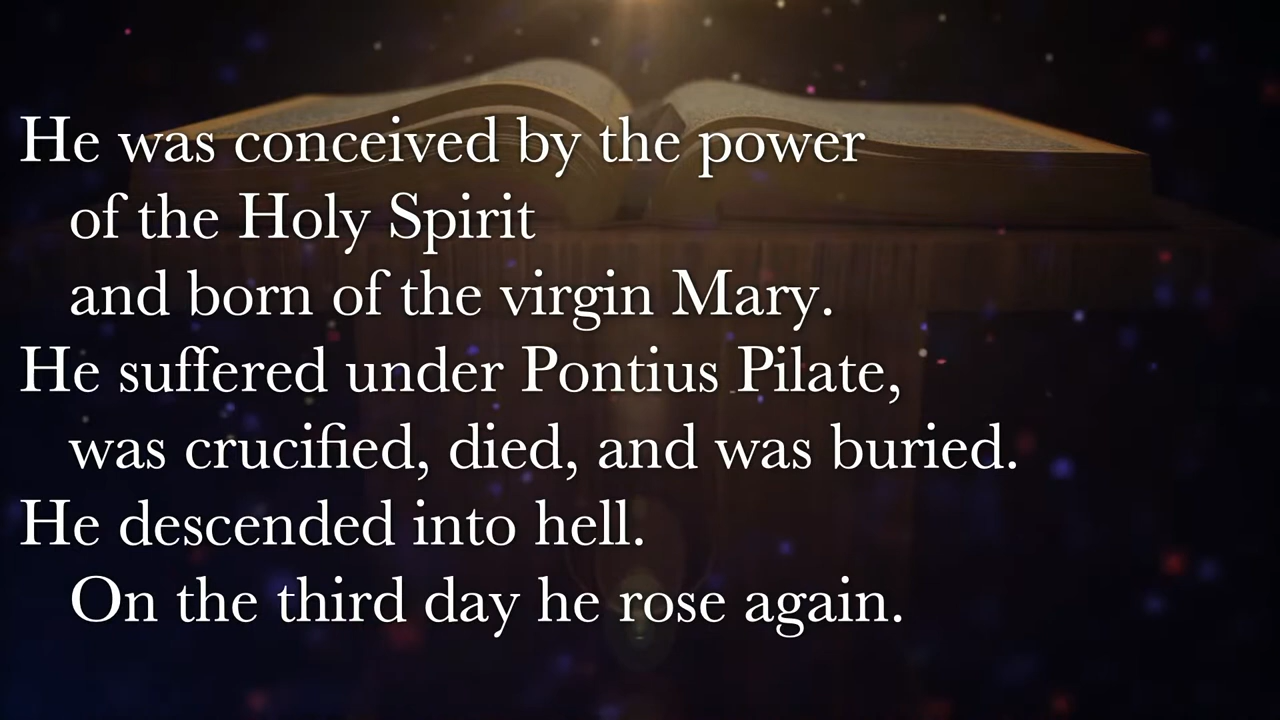 He was conceived by the power
of the Holy Spirit
and born of the virgin Mary.
He suffered under Pontius Pilate,
was crucified, died, and was buried.
He descended into hell.
On the third day he rose again.